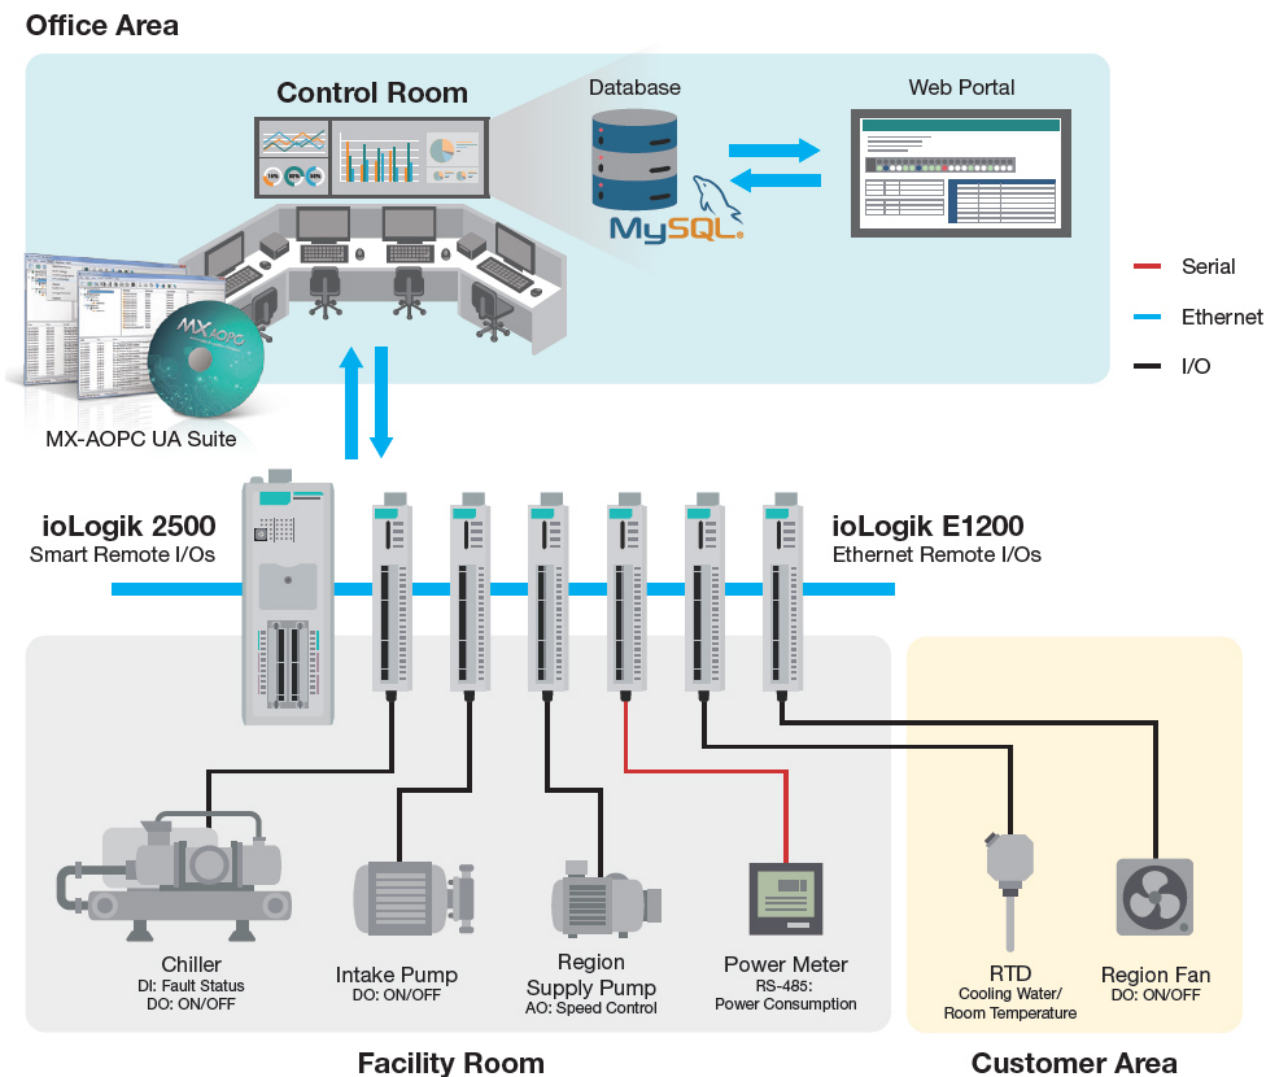 Office Area
Control Room
Database
Web Portal
MySQL®
Serial
Ethernet
I/O
MX AOPC
MX-AOPC UA Suite
ioLogik 2500
Smart Remote I/Os
ioLogik E1200
Ethernet Remote I/Os
Chiller
DI: Fault Status
DO: ON/OFF
Intake Pump
DO: ON/OFF
Region
Supply Pump
AO: Speed Control
Power Meter
RS-485:
Power Consumption
RTD
Cooling Water/
Room Temperature
Region Fan
DO: ON/OFF
Facility Room
Customer Area